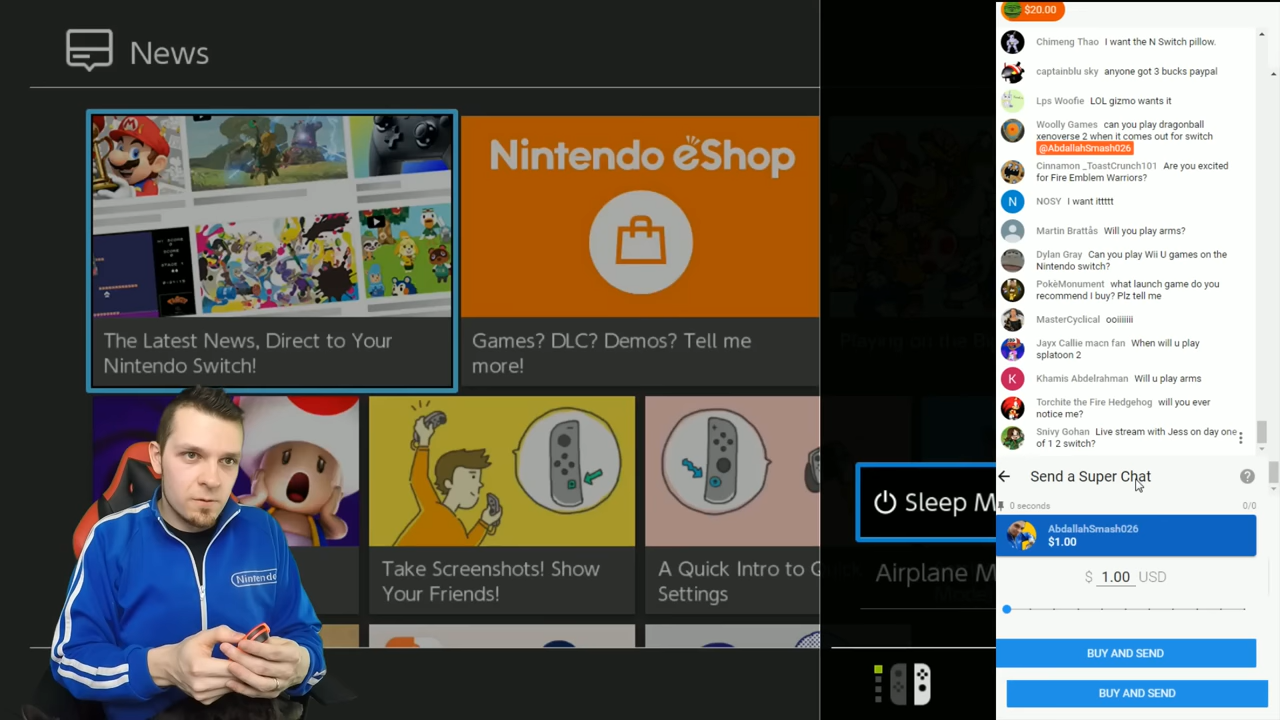 News
Nintendo eShop
The Latest News, Direct to Your
Nintendo Switch!
Games? DLC? Demos? Tell me
more!
Take Screenshots! Show
Your Friends!
A Quick Intro to
Settings
Nintendo
Sleep M
Airplane M
$20.00
Chimeng Thao I want the N Switch pillow.
captainblu sky anyone got 3 bucks paypal
Lps Woofie LOL gizmo wants it
Woolly Games can you play dragonball
xenoverse 2 when it comes out for switch
@AbdallahSmash026
Cinnamon _ToastCrunch101 Are you excited
for Fire Emblem Warriors?
N
NOSY I want ittttt
Martin Brattås Will you play arms?
Dylan Gray Can you play Wii U games on the
Nintendo switch?
PokèMonument what launch game do you
recommend I buy? Plz tell me
MasterCyclical ooiiiiiii
Jayx Callie macn fan When will u play
splatoon 2
K
Khamis Abdelrahman Will u play arms
Torchite the Fire Hedgehog will you ever
notice me?
Snivy Gohan Live stream with Jess on day one
of 1 2 switch?
Send a Super Chat
?
0 seconds 0/0
AbdallahSmash026
$1.00
$ 1.00 USD
BUY AND SEND
BUY AND SEND